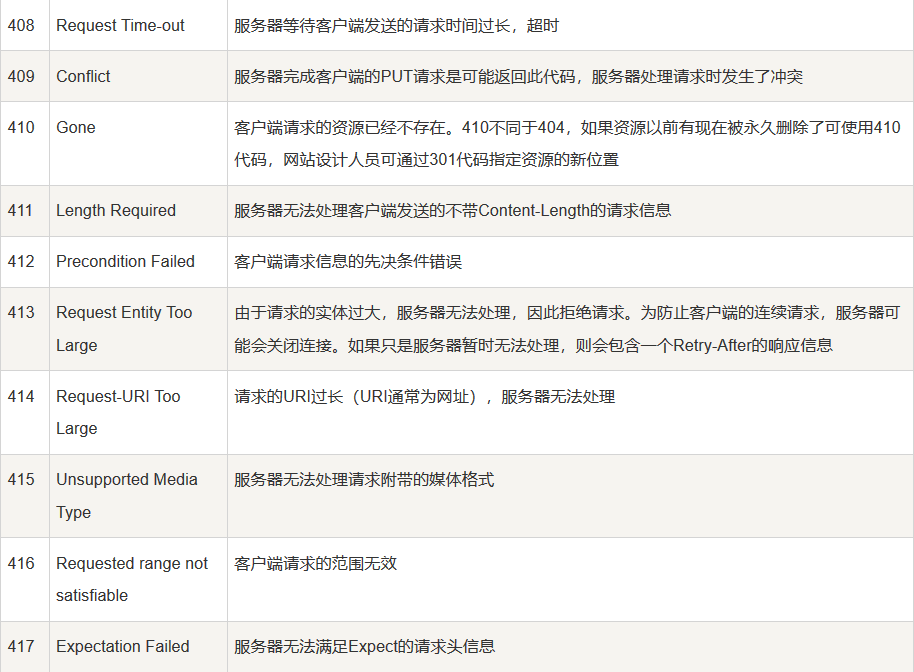 408 Request Time-out 服务器等待客户端发送的请求时间过长，超时
409 Conflict 服务器完成客户端的PUT请求是可能返回此代码，服务器处理请求时发生了冲突
410 Gone 客户端请求的资源已经不存在。410不同于404，如果资源以前有现在被永久删除了可使用410
代码，网站设计人员可通过301代码指定资源的新位置
411 Length Required 服务器无法处理客户端发送的不带Content-Length的请求信息
412 Precondition Failed 客户端请求信息的先决条件错误
413 Request Entity Too 由于请求的实体过大，服务器无法处理，因此拒绝请求。为防止客户端的连续请求，服务器可
Large 能会关闭连接。如果只是服务器暂时无法处理，则会包含一个Retry-After的响应信息
414 Request-URI Too 请求的URI过长（URI通常为网址），服务器无法处理
Large
415 Unsupported Media 服务器无法处理请求附带的媒体格式
Type
416 Requested range not 客户端请求的范围无效
satisfiable
417 Expectation Failed 服务器无法满足Expect的请求头信息